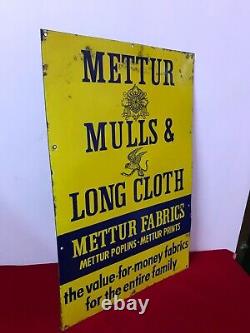 METTUR
MULLS &
LONG CLOTH
METTUR FABRICS
METTUR POPLINS • METTUR PRINTS
the value-for-money fabrics
for the entire family